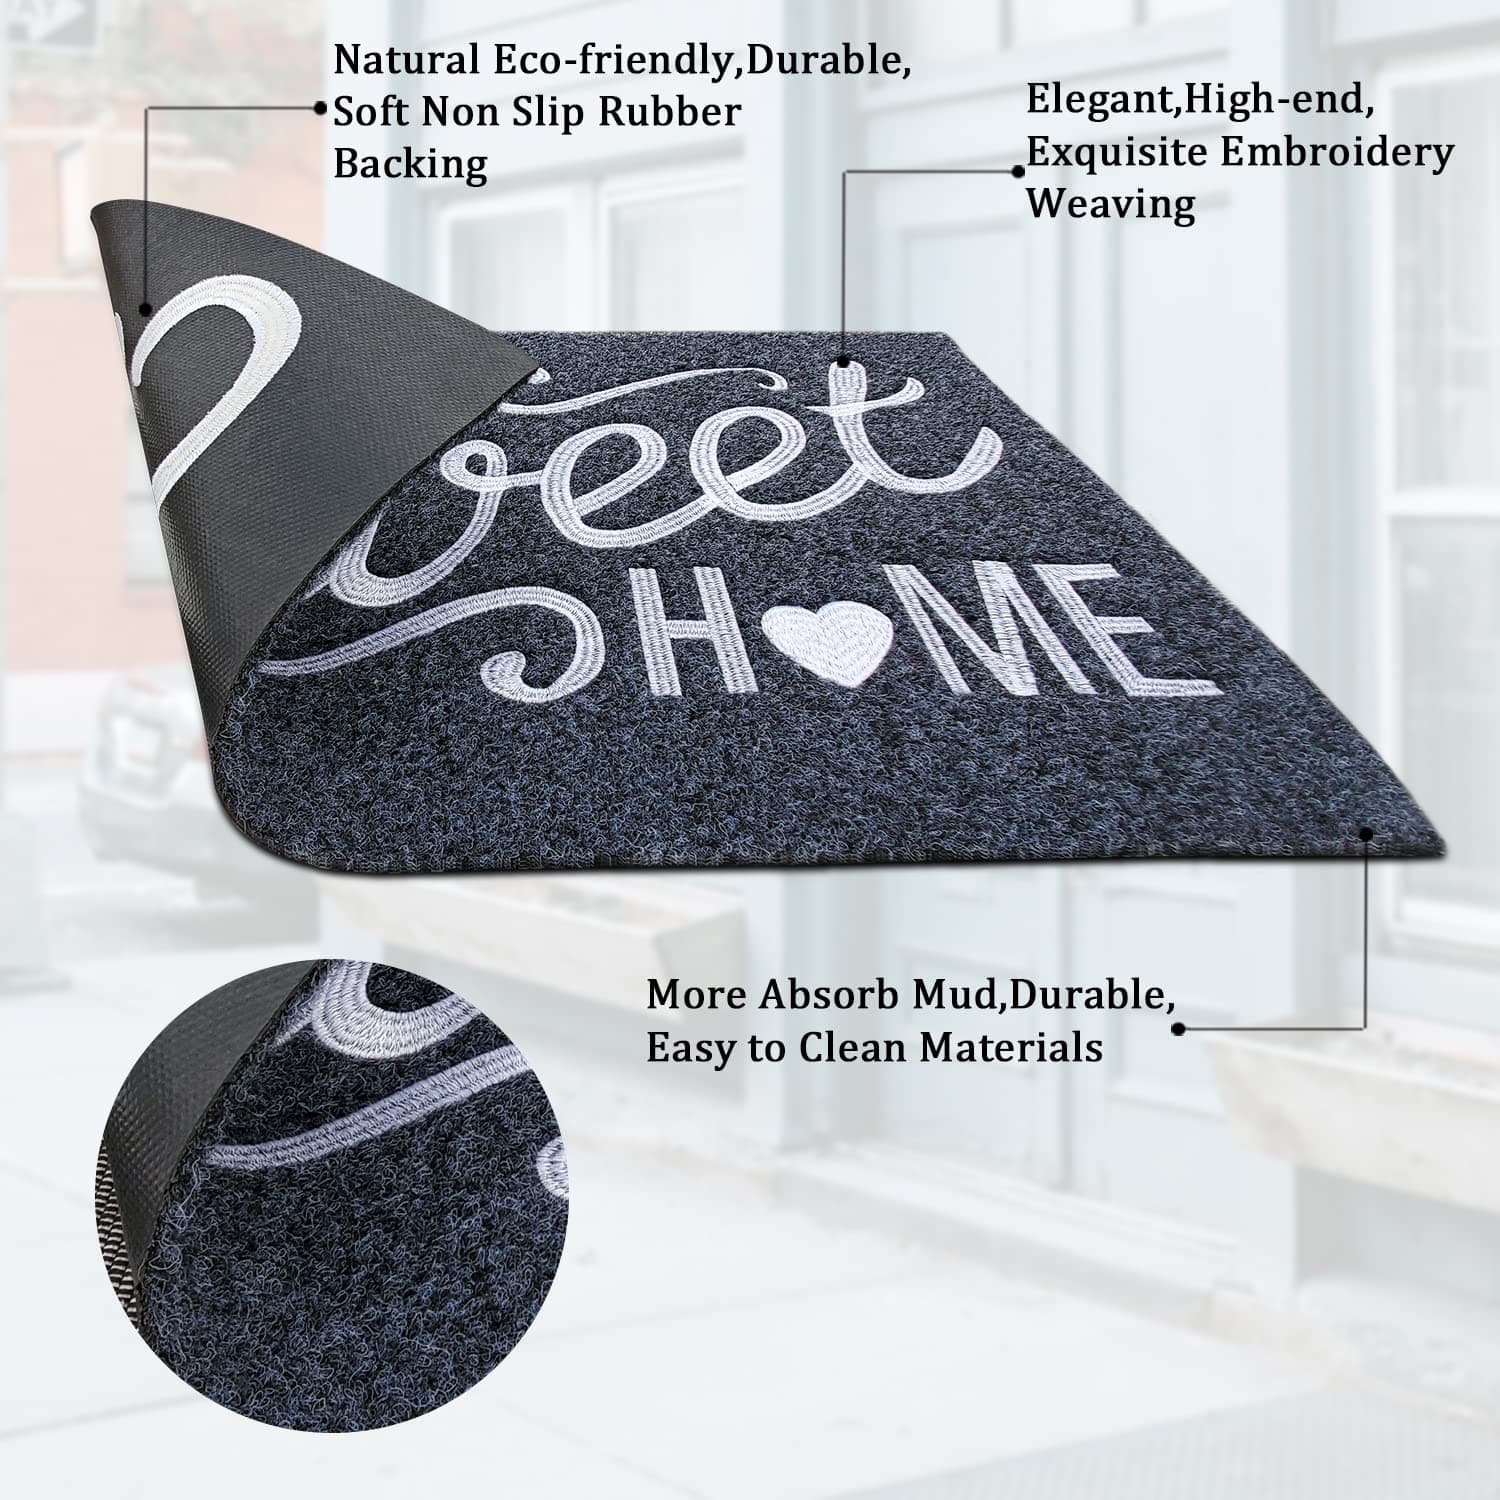 Natural Eco-friendly,Durable,
Soft Non Slip Rubber
Backing
Elegant,High-end,
Exquisite Embroidery
Weaving
eet
H♥ME
More Absorb Mud,Durable,
Easy to Clean Materials